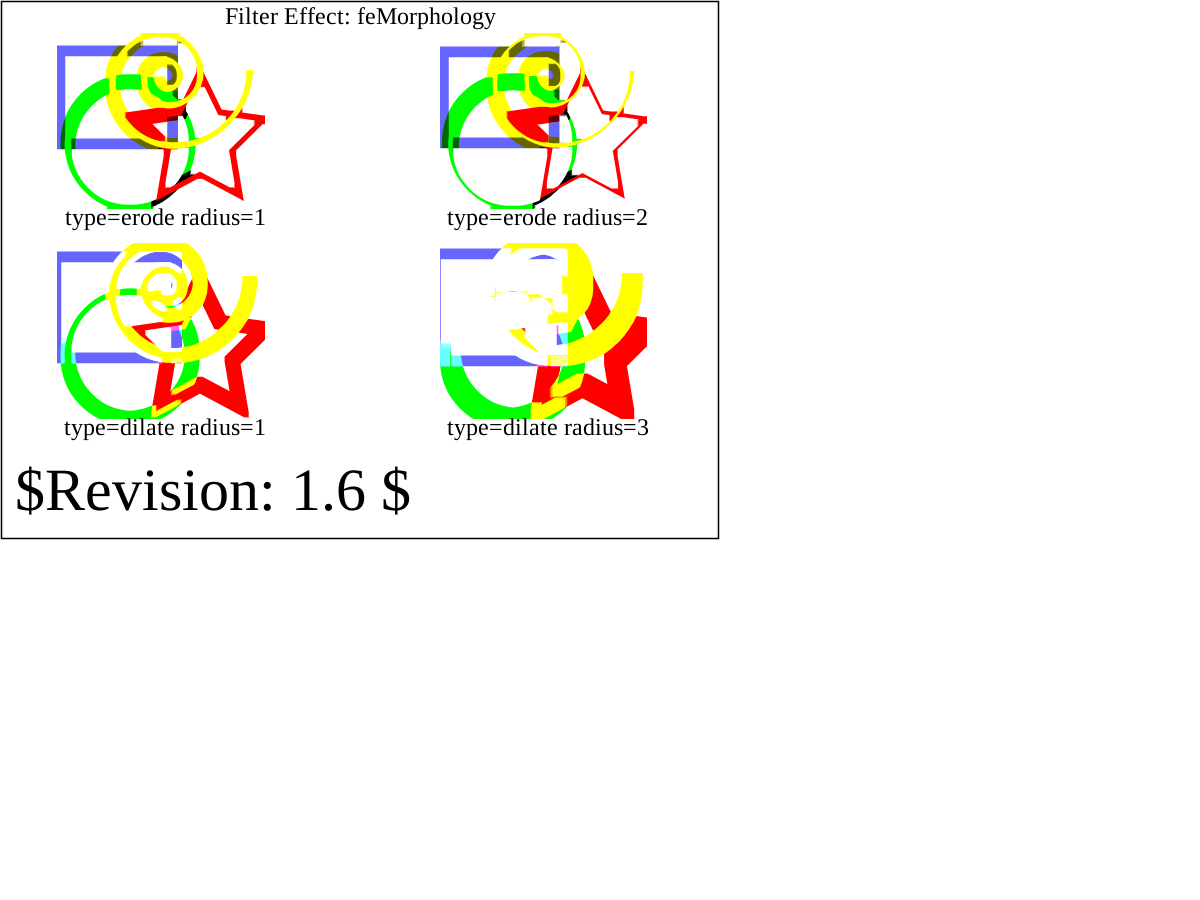 Filter Effect: feMorphology
type=erode radius=1
type=erode radius=2
type=dilate radius=1
type=dilate radius=3
$Revision: 1.6 $